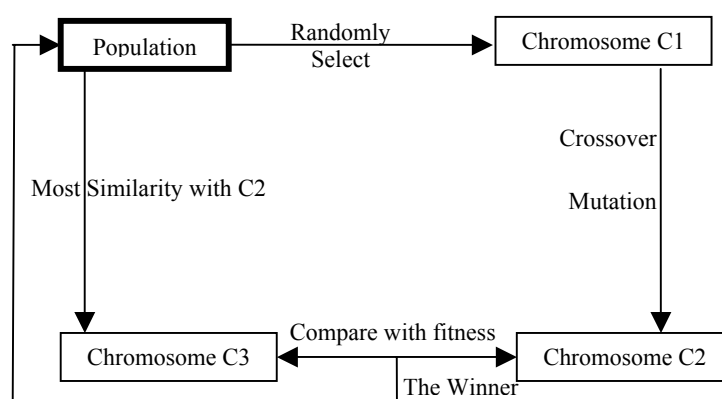 Population
Randomly
Select
Chromosome C1
Crossover
Mutation
Most Similarity with C2
Chromosome C3
Compare with fitness
Chromosome C2
The Winner